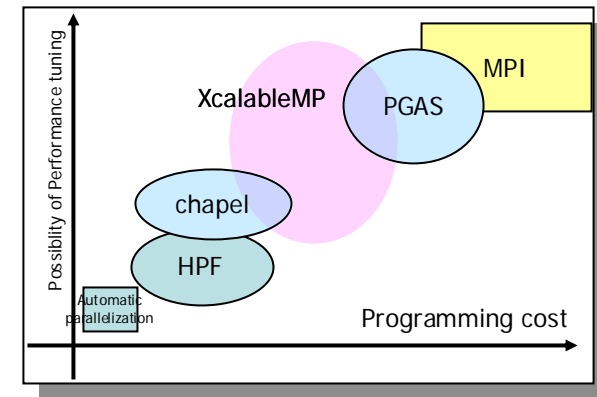 Possiblity of Performance tuning
MPI
XcalableMP
PGAS
chapel
HPF
Automatic
parallelization
Programming cost